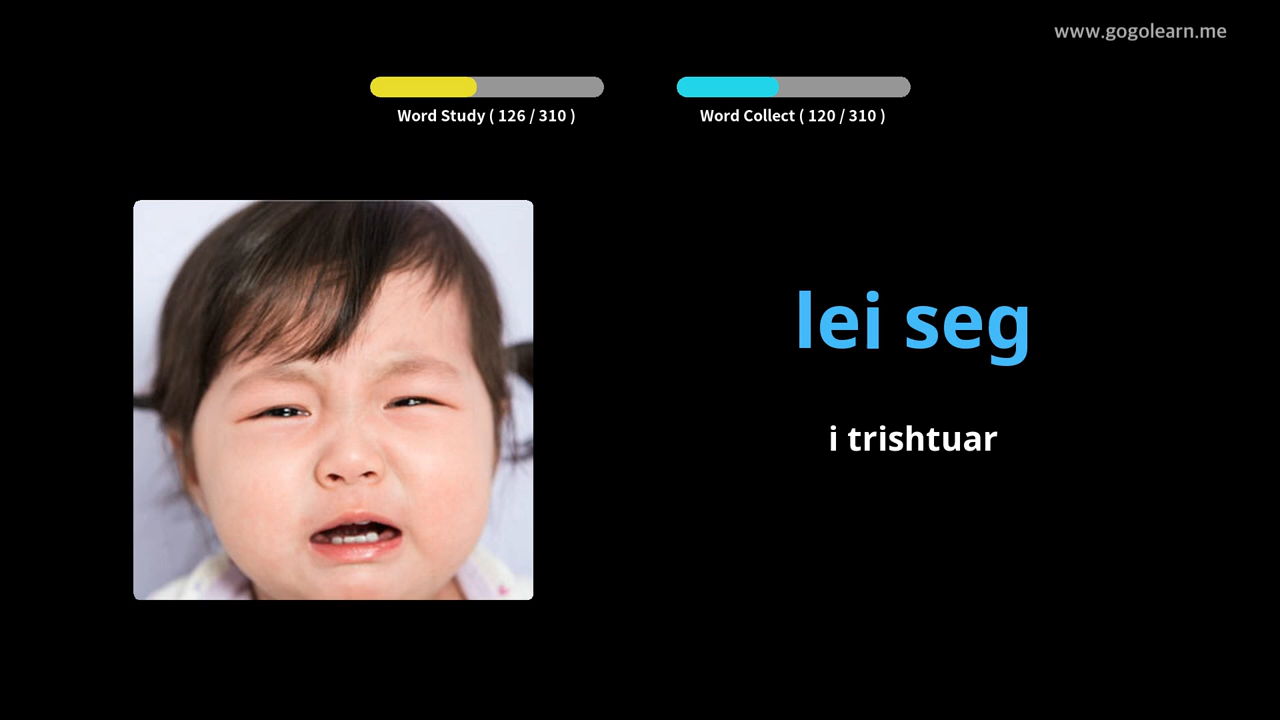 www.gogolearn.me
Word Study ( 126 / 310 )
Word Collect ( 120 / 310 )
lei seg
i trishtuar